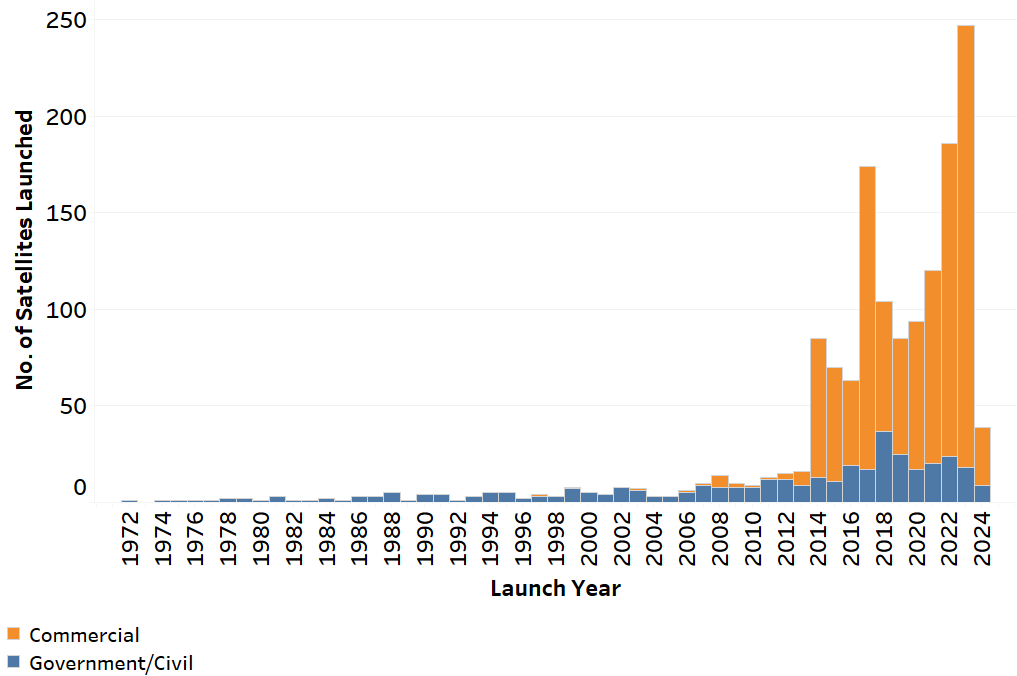 250
200
150
100
50
0
No. of Satellites Launched
1972 1974 1976 1978 1980 1982 1984 1986 1988 1990 1992 1994 1996 1998 2000 2002 2004 2006 2008 2010 2012 2014 2016 2018 2020 2022 2024
Launch Year
Commercial
Government/Civil